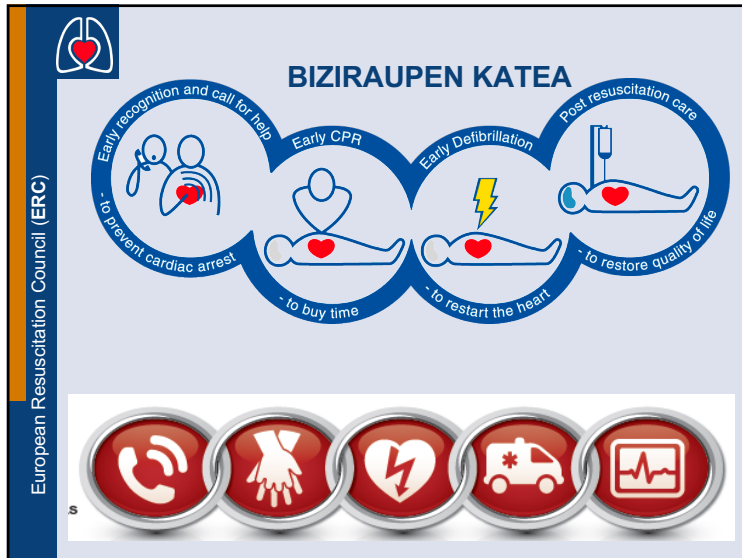 BIZIRAUPEN KATEA
Early recognition and call for help
- to prevent cardiac arrest
Early CPR
- to buy time
Early Defibrillation
- to restart the heart
Post resuscitation care
- to restore quality of life
European Resuscitation Council (ERC)